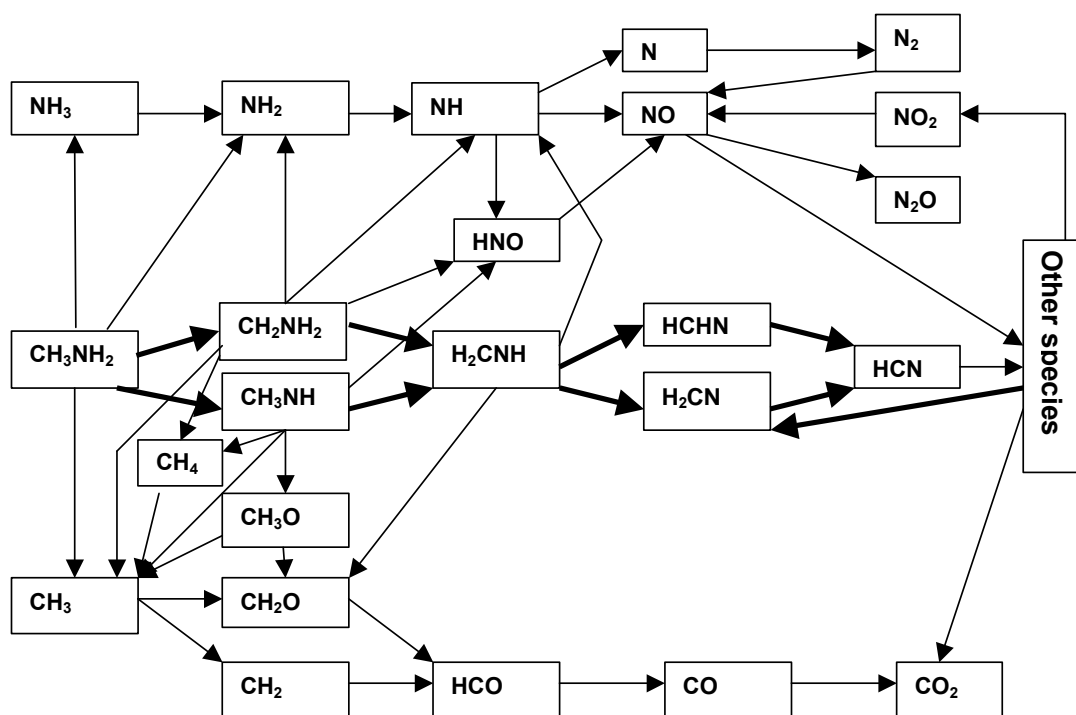 N
N₂
NH₃
NH₂
NH
NO
NO₂
N₂O
HNO
Other species
CH₃NH₂
CH₂NH₂
H₂CNH
HCHN
HCN
CH₃NH
H₂CN
CH₄
CH₃O
CH₃
CH₂O
CH₂
HCO
CO
CO₂